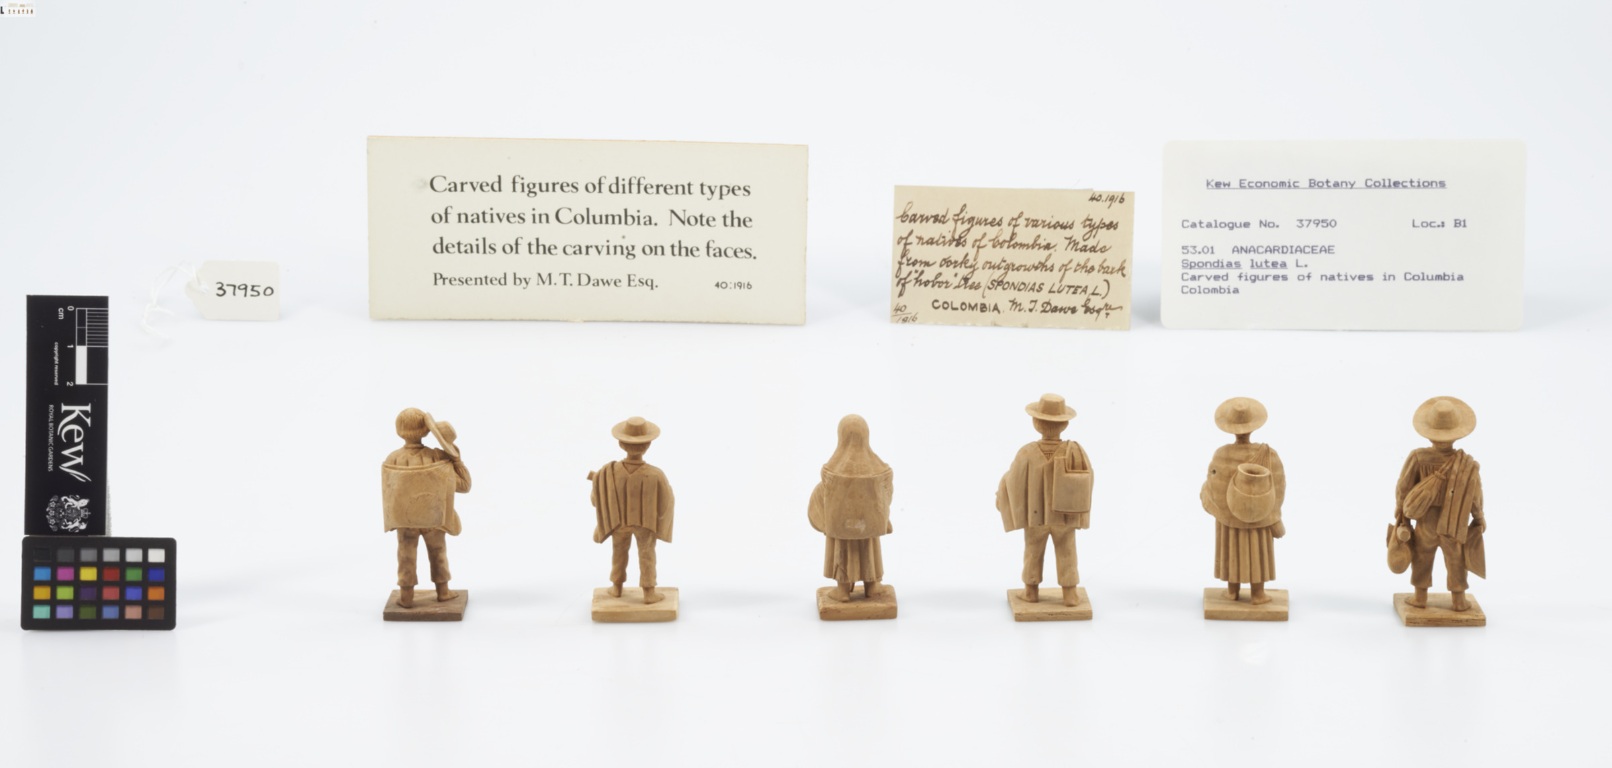 37950
0
cm
1
2
copyright reserved
Kew
ROYAL BOTANIC GARDENS
Carved figures of different types
of natives in Columbia. Note the
details of the carving on the faces.
Presented by M.T. Dawe Esq. 40:1916
40.1916
Carved figures of various types
of natives of Colombia. Made
from corky outgrowths of the bark
of "hobo" tree (SPONDIAS LUTEA L)
COLOMBIA. M.T. Dawe Esqre
40/1916
Kew Economic Botany Collections
Catalogue No. 37950 Loc.: B1
53.01 ANACARDIACEAE
Spondias lutea L.
Carved figures of natives in Columbia
Colombia